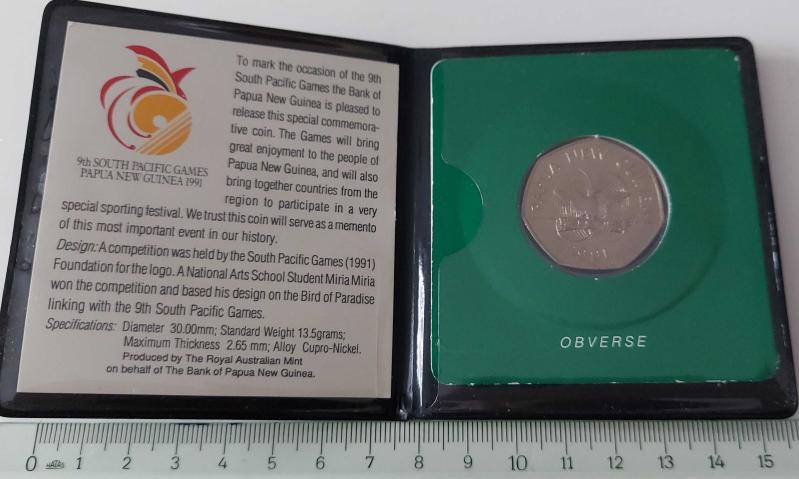 To mark the occasion of the 9th
South Pacific Games the Bank of
Papua New Guinea is pleased to
release this special commemora-
tive coin. The Games will bring
great enjoyment to the people of
Papua New Guinea, and will also
bring together countries from the
region to participate in a very
special sporting festival. We trust this coin will serve as a memento
of this most important event in our history.
9th SOUTH PACIFIC GAMES
PAPUA NEW GUINEA 1991
Design: A competition was held by the South Pacific Games (1991)
Foundation for the logo. A National Arts School Student Miria Miria
won the competition and based his design on the Bird of Paradise
linking with the 9th South Pacific Games.
Specifications: Diameter 30.00mm; Standard Weight 13.5grams;
Maximum Thickness 2.65 mm; Alloy Cupro-Nickel.
Produced by The Royal Australian Mint
on behalf of The Bank of Papua New Guinea.
PAPUA NEW GUINEA
1991
OBVERSE
0 1 2 3 4 5 6 7 8 9 10 11 12 13 14 15